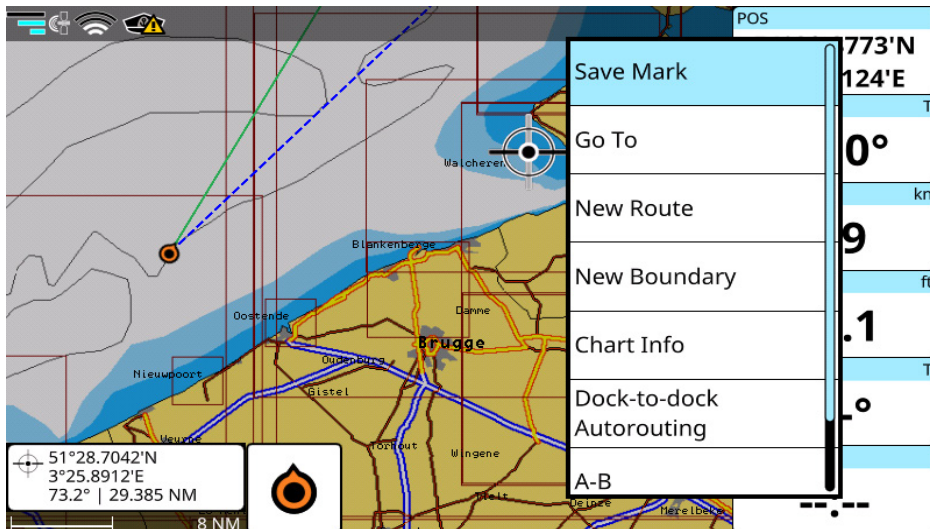 POS
773'N
124'E
Save Mark
Go To
0°
Walcheren
New Route
9
Blankenberge
New Boundary
.1
Oostende
Damme
Brugge
Chart Info
Oudenburg
Nieuwpoort
Gistel
Dock-to-dock
Autorouting
Veurne
Torhout
Wingene
51°28.7042'N
3°25.8912'E
73.2° | 29.385 NM
A-B
Tielt
Deinze
Merelbeke
--:--
8 NM